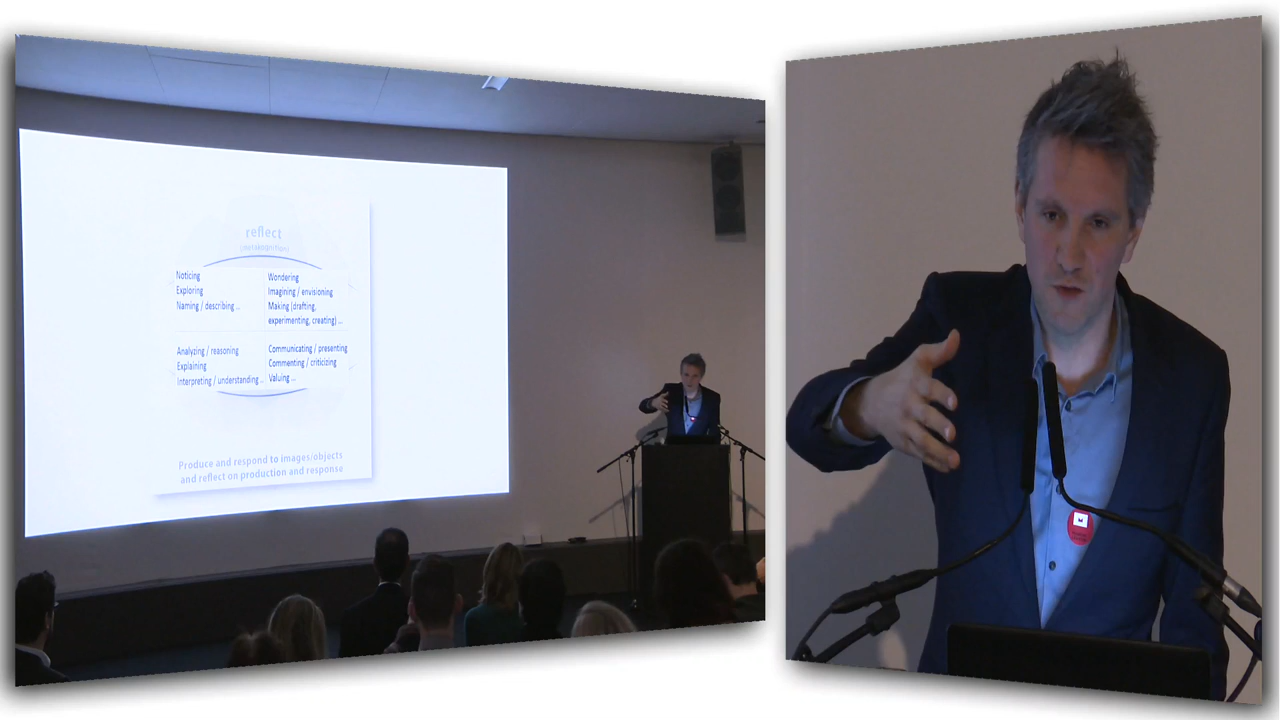 reflect
(metakognition)
Noticing
Exploring
Naming / describing ..
Wondering
Imagining / envisioning
Making (drafting,
experimenting, creating) ...
Analyzing / reasoning
Explaining
Interpreting / understanding ..
Communicating / presenting
Commenting / criticizing
Valuing ...
Produce and respond to images/objects
and reflect on production and response